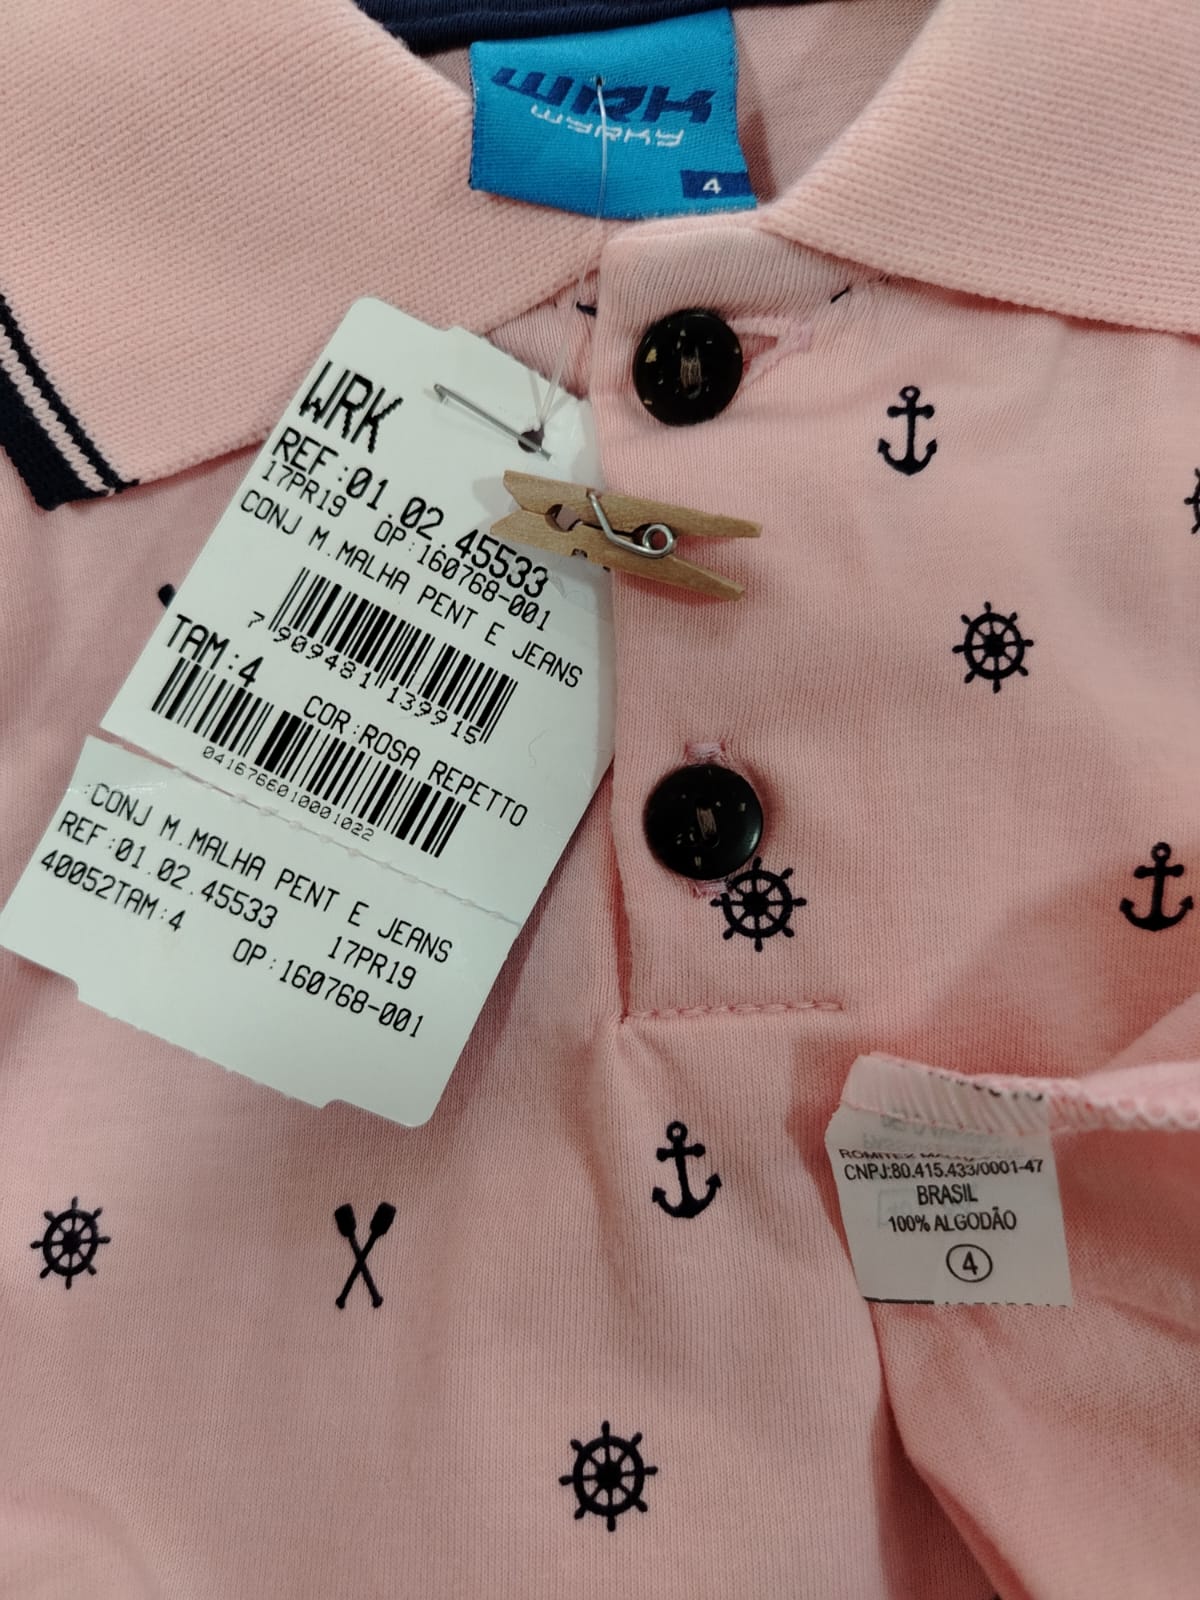 WRK
WARKY
4
WRK
REF:01.02.45533
17PR19 OP:160768-001
CONJ M.MALHA PENT E JEANS
7 909481 139915
TAM:4 COR:ROSA REPETTO
0416766010001022
:CONJ M.MALHA PENT E JEANS
REF:01.02.45533 17PR19
40052TAM:4 OP:160768-001
CNPJ:80.415.433/0001-47
BRASIL
100% ALGODÃO
4